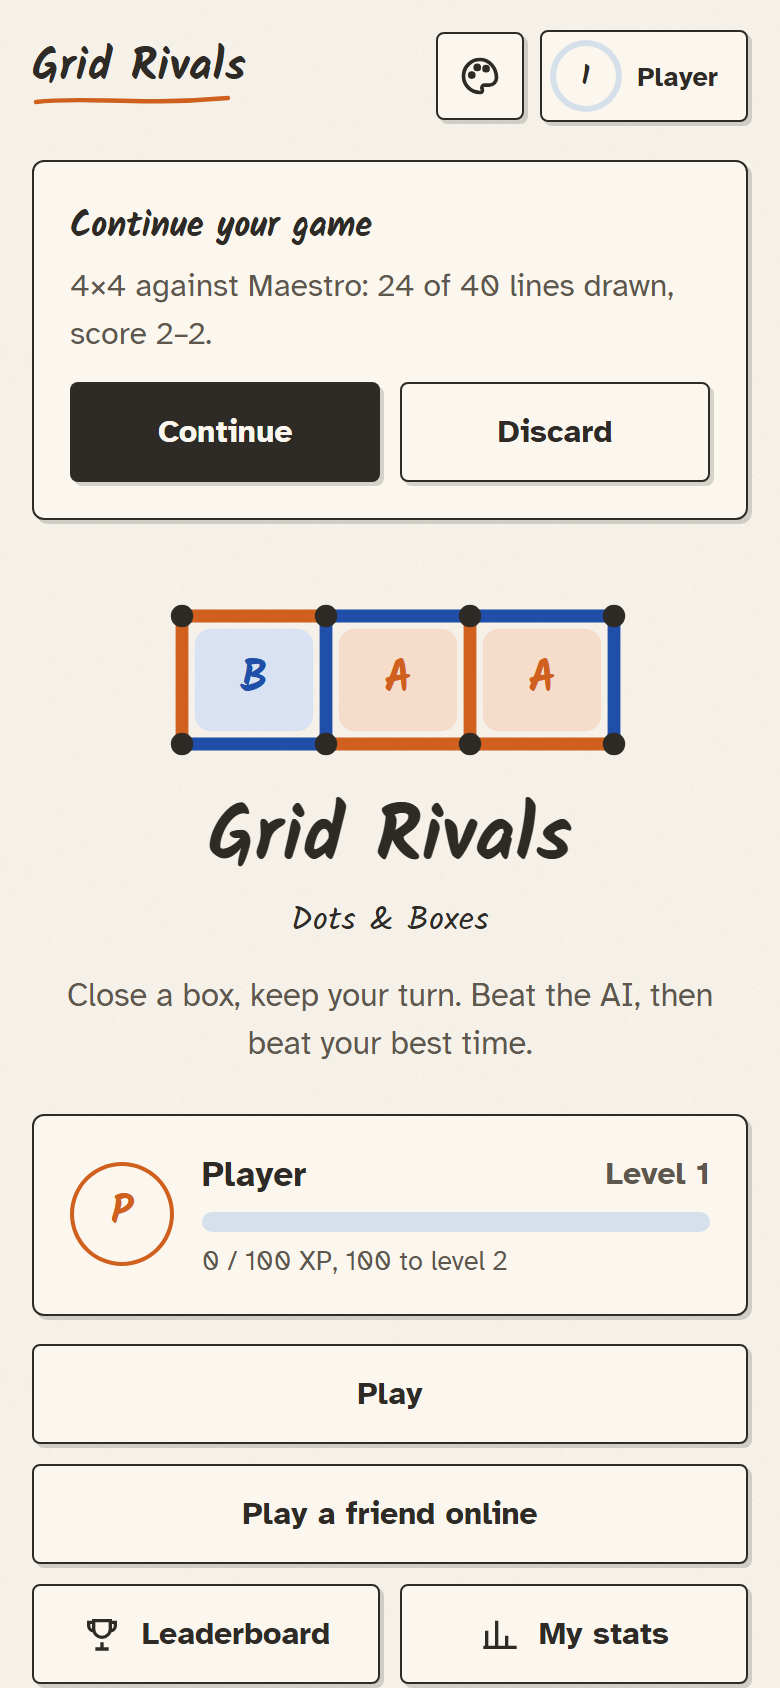 Grid Rivals
1 Player
Continue your game
4×4 against Maestro: 24 of 40 lines drawn,
score 2–2.
Continue Discard
B A A
Grid Rivals
Dots & Boxes
Close a box, keep your turn. Beat the AI, then
beat your best time.
P
Player Level 1
0 / 100 XP, 100 to level 2
Play
Play a friend online
Leaderboard My stats